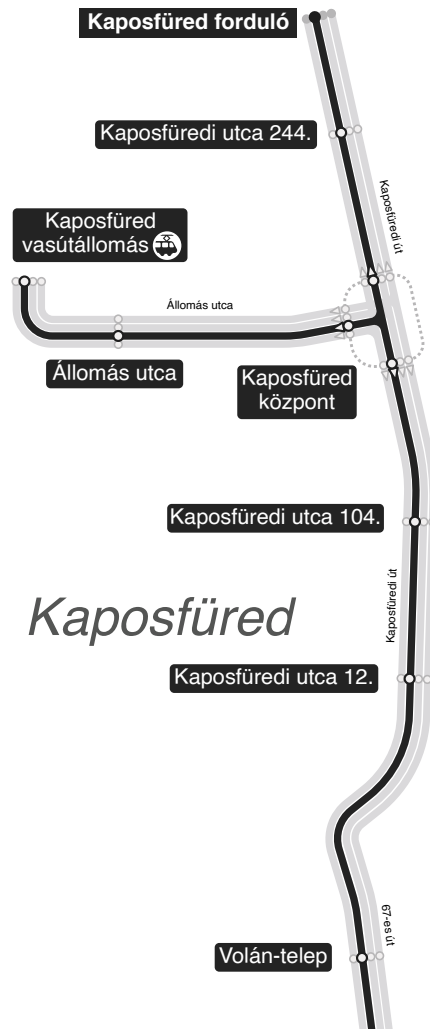 Kaposfüred forduló
Kaposfüredi utca 244.
Kaposfüredi út
Kaposfüred
vasútállomás
Állomás utca
Állomás utca
Kaposfüred
központ
Kaposfüredi utca 104.
Kaposfüredi út
Kaposfüred
Kaposfüredi utca 12.
67-es út
Volán-telep